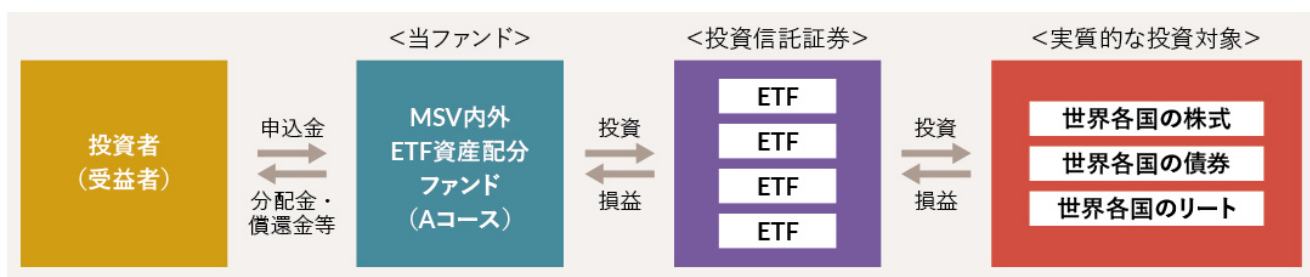 <当ファンド>
<投資信託証券>
<実質的な投資対象>
投資者
（受益者）
申込金
分配金・
償還金等
MSV内外
ETF資産配分
ファンド
（Aコース）
投資
損益
ETF
ETF
ETF
ETF
投資
損益
世界各国の株式
世界各国の債券
世界各国のリート